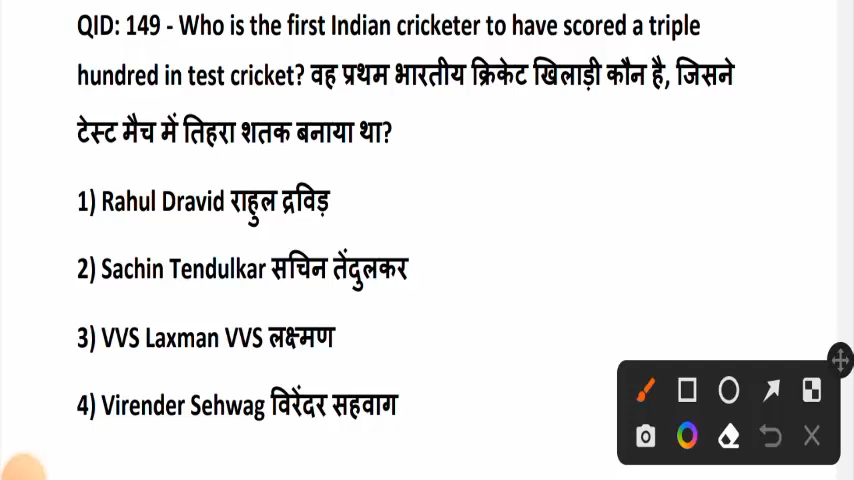 QID: 149 - Who is the first Indian cricketer to have scored a triple
hundred in test cricket? वह प्रथम भारतीय क्रिकेट खिलाड़ी कौन है, जिसने
टेस्ट मैच में तिहरा शतक बनाया था?
1) Rahul Dravid राहुल द्रविड़
2) Sachin Tendulkar सचिन तेंदुलकर
3) VVS Laxman VVS लक्ष्मण
4) Virender Sehwag विरेंदर सहवाग